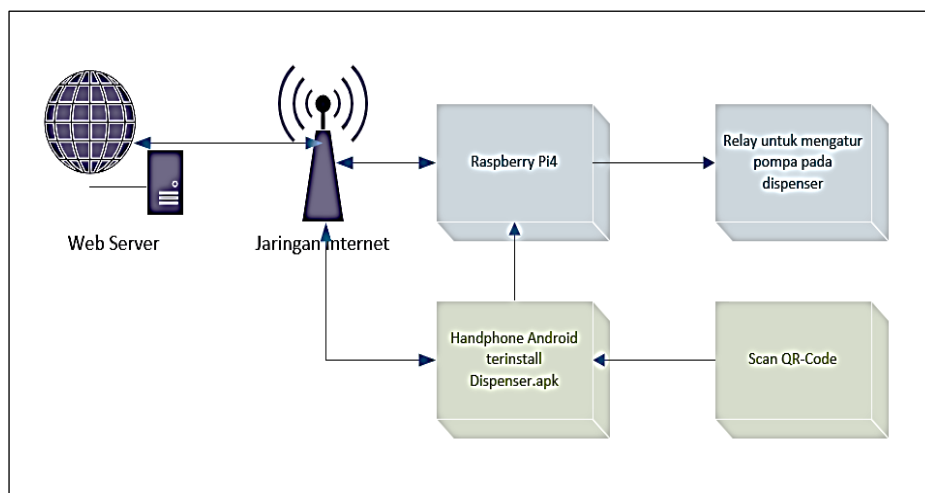 Web Server
Jaringan Internet
Raspberry Pi4
Relay untuk mengatur
pompa pada
dispenser
Handphone Android
terinstall
Dispenser.apk
Scan QR-Code